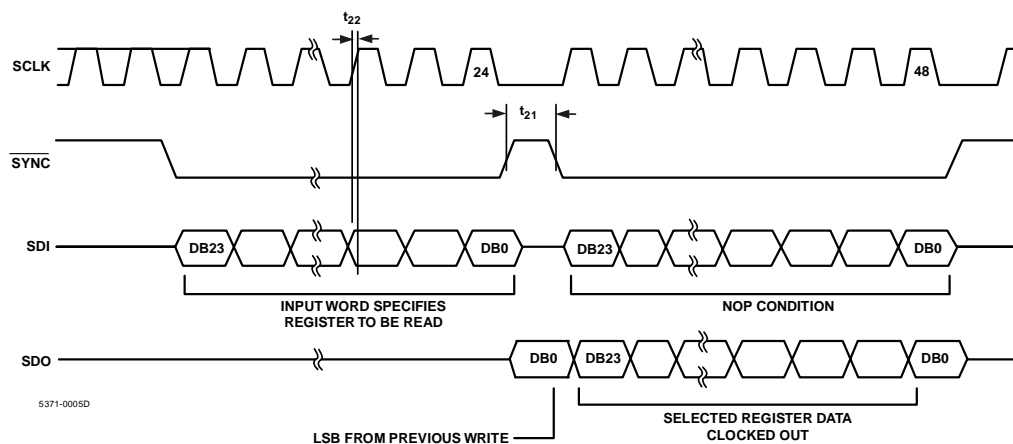 t22
SCLK
24
48
t21
SYNC
SDI
DB23
DB0
DB23
DB0
INPUT WORD SPECIFIES
REGISTER TO BE READ
NOP CONDITION
SDO
DB0
DB23
DB0
5371-0005D
LSB FROM PREVIOUS WRITE
SELECTED REGISTER DATA
CLOCKED OUT